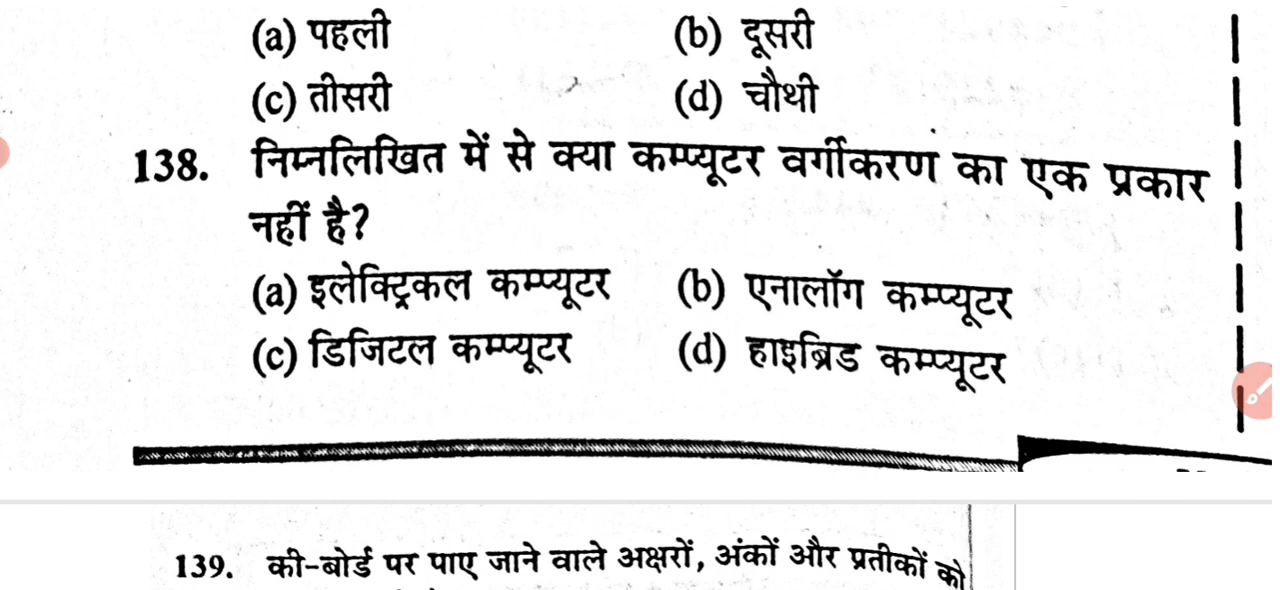 (a) पहली (b) दूसरी
(c) तीसरी (d) चौथी
138. निम्नलिखित में से क्या कम्प्यूटर वर्गीकरण का एक प्रकार
नहीं है?
(a) इलेक्ट्रिकल कम्प्यूटर (b) एनालॉग कम्प्यूटर
(c) डिजिटल कम्प्यूटर (d) हाइब्रिड कम्प्यूटर
139. की-बोर्ड पर पाए जाने वाले अक्षरों, अंकों और प्रतीकों को